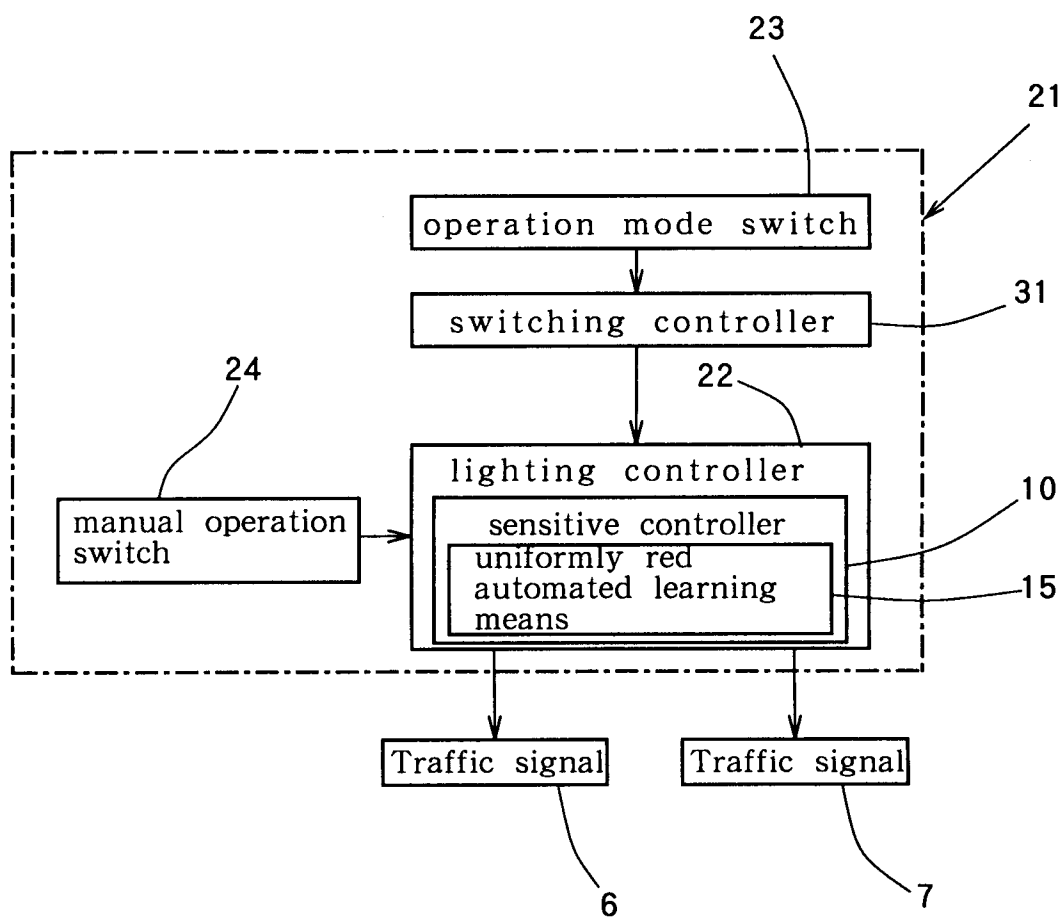 23
21
operation mode switch
switching controller
31
24
22
lighting controller
10
manual operation
switch
sensitive controller
uniformly red
automated learning
means
15
Traffic signal
Traffic signal
6
7